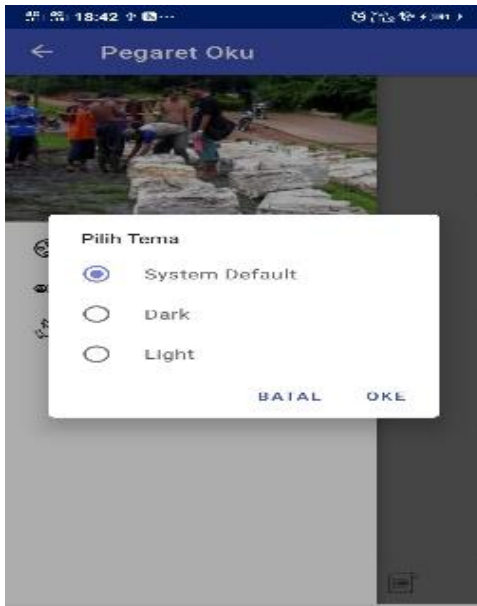 18:42
Pegaret Oku
Pilih Tema
System Default
Dark
Light
BATAL
OKE